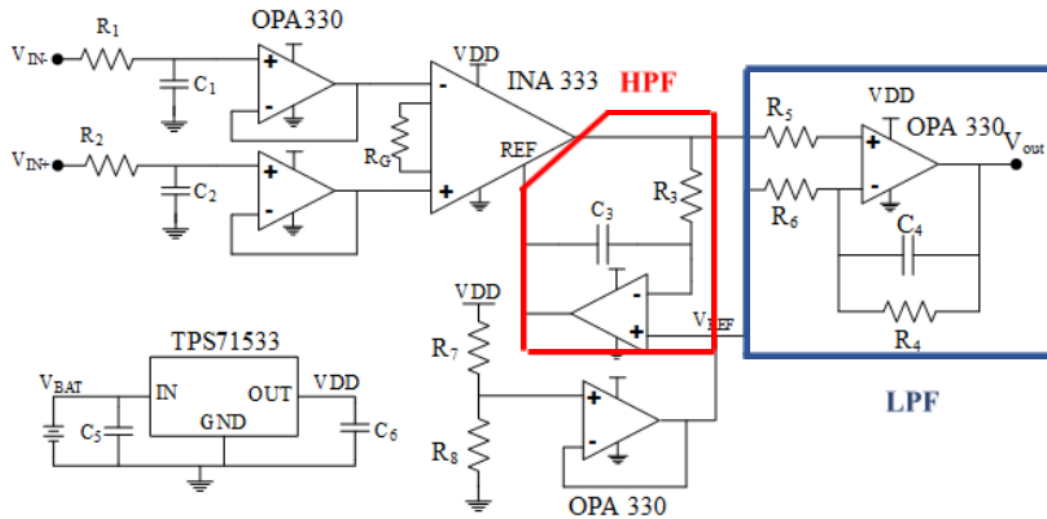 OPA330
R1
VIN-
C1
VDD
INA 333
HPF
R2
VIN+
C2
RG
REF
R3
C3
R5
VDD
OPA 330
Vout
R6
C4
R4
LPF
VDD
VREF
R7
R8
OPA 330
TPS71533
VBAT
IN
OUT
VDD
GND
C5
C6